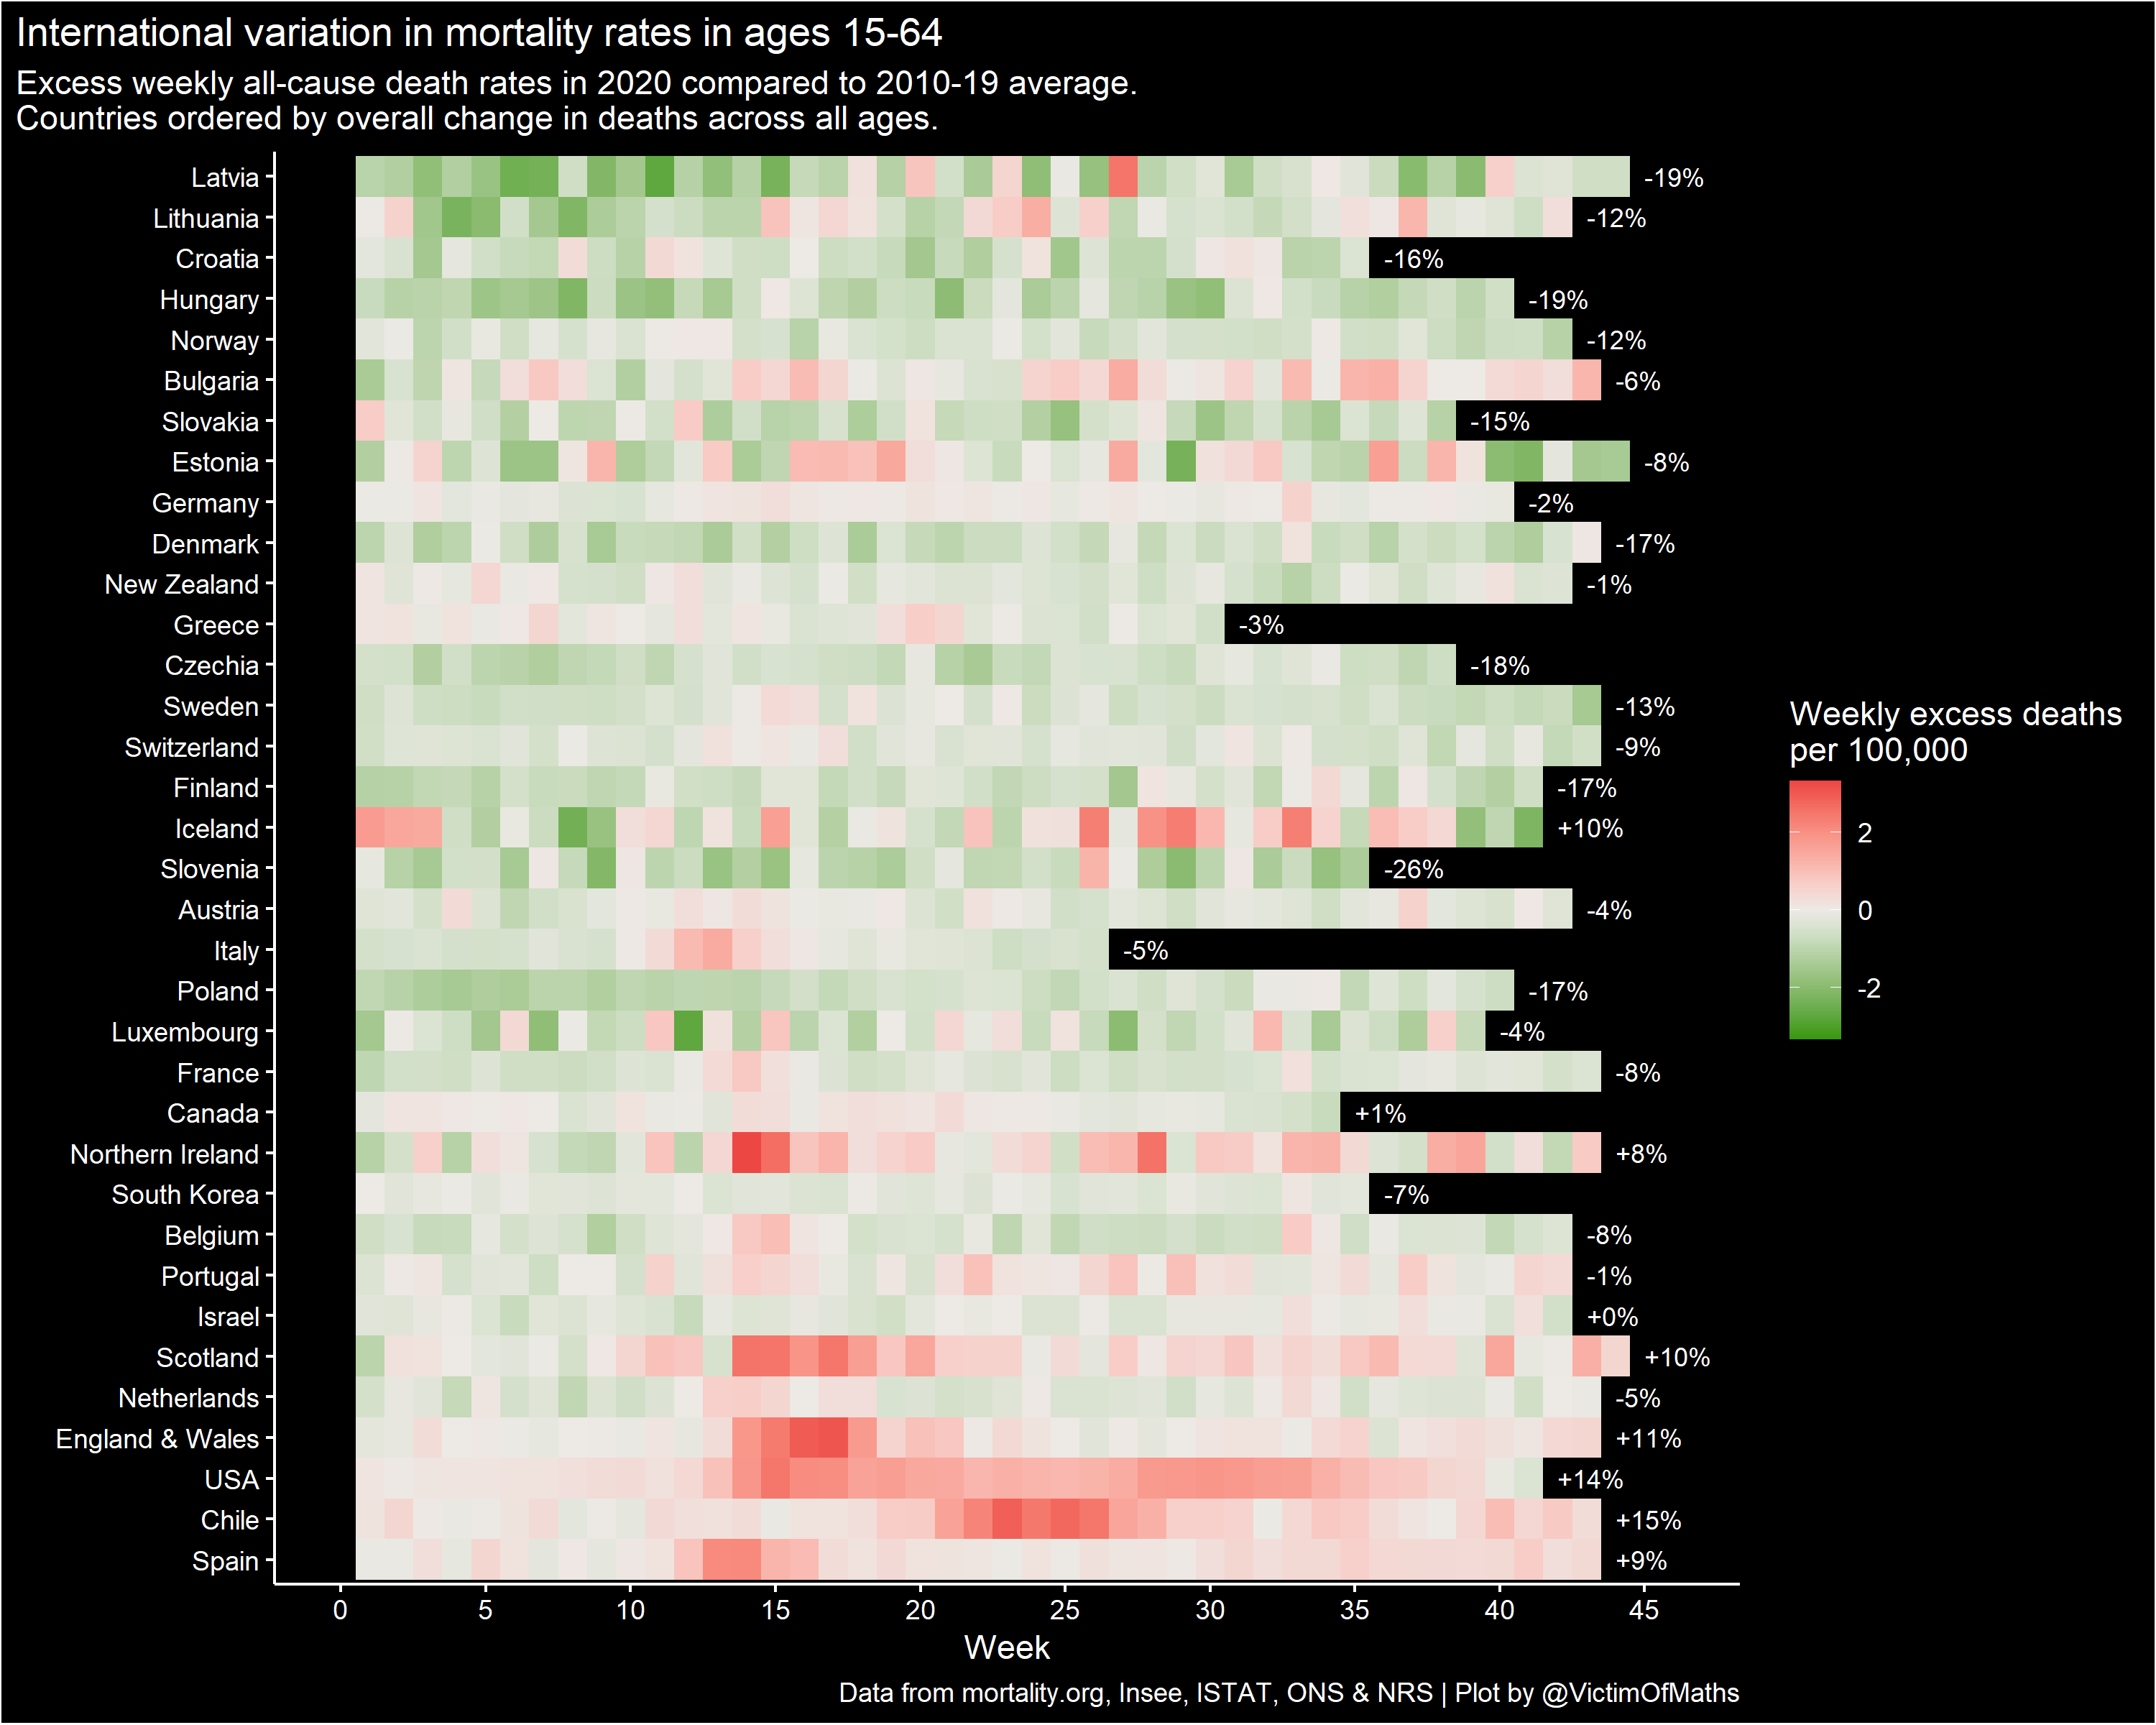 International variation in mortality rates in ages 15-64
Excess weekly all-cause death rates in 2020 compared to 2010-19 average.
Countries ordered by overall change in deaths across all ages.
Latvia -19%
Lithuania -12%
Croatia -16%
Hungary -19%
Norway -12%
Bulgaria -6%
Slovakia -15%
Estonia -8%
Germany -2%
Denmark -17%
New Zealand -1%
Greece -3%
Czechia -18%
Sweden -13%
Switzerland -9%
Finland -17%
Iceland +10%
Slovenia -26%
Austria -4%
Italy -5%
Poland -17%
Luxembourg -4%
France -8%
Canada +1%
Northern Ireland +8%
South Korea -7%
Belgium -8%
Portugal -1%
Israel +0%
Scotland +10%
Netherlands -5%
England & Wales +11%
USA +14%
Chile +15%
Spain +9%
0 5 10 15 20 25 30 35 40 45
Week
Weekly excess deaths
per 100,000
2
0
-2
Data from mortality.org, Insee, ISTAT, ONS & NRS | Plot by @VictimOfMaths